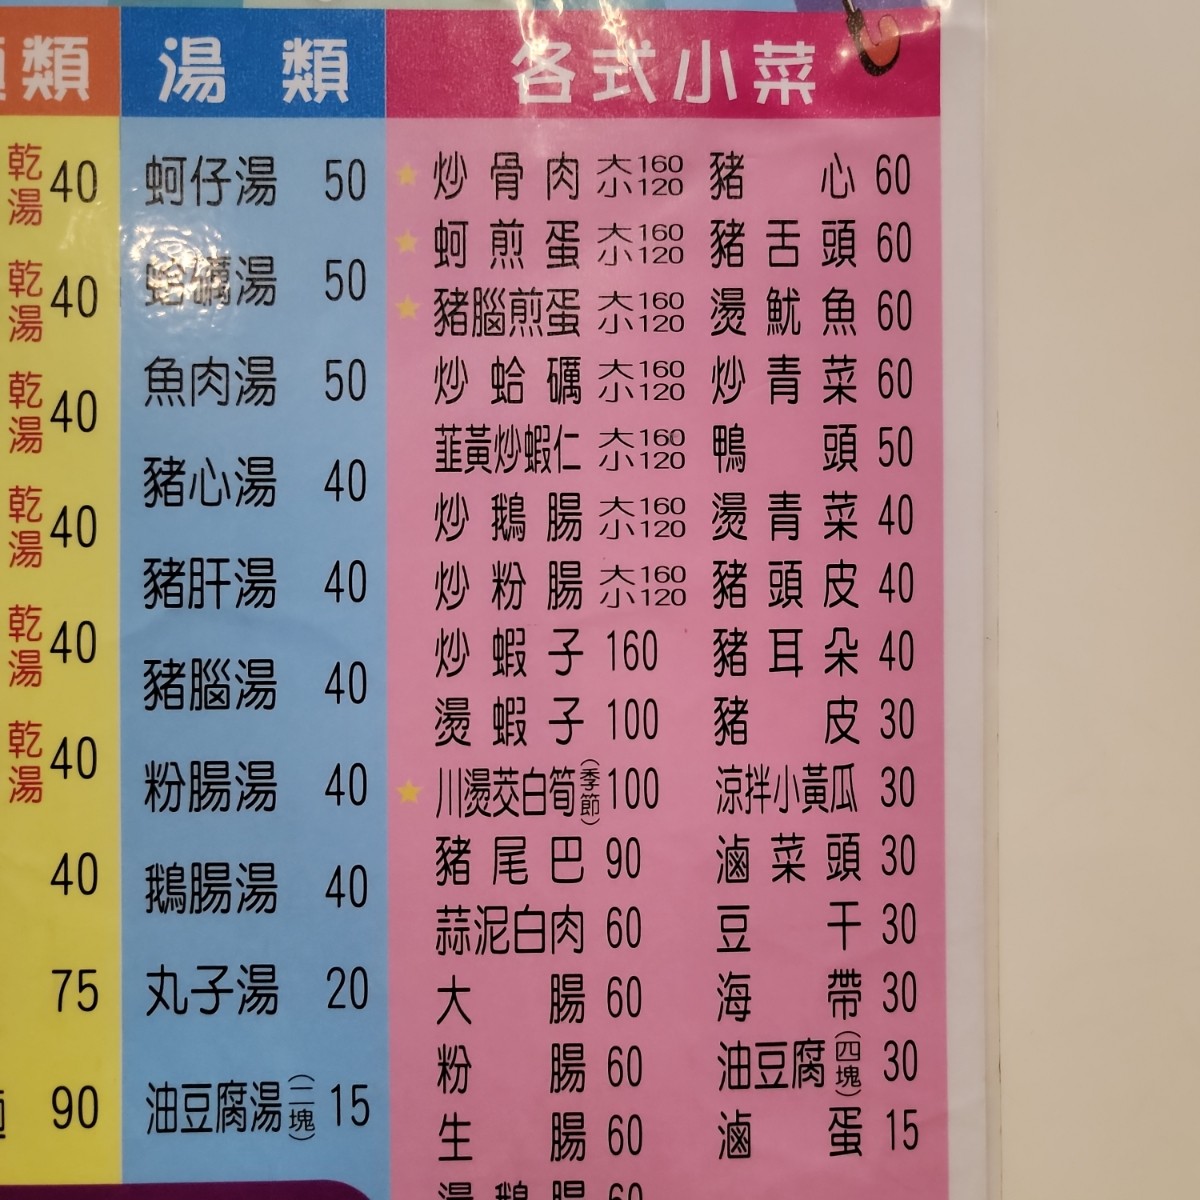 類
乾湯 40
乾湯 40
乾湯 40
乾湯 40
乾湯 40
乾湯 40
40
75
90
湯類
蚵仔湯 50
蛤蠣湯 50
魚肉湯 50
豬心湯 40
豬肝湯 40
豬腦湯 40
粉腸湯 40
鵝腸湯 40
丸子湯 20
油豆腐湯(二塊) 15
各式小菜
炒骨肉 大160 小120
蚵煎蛋 大160 小120
豬腦煎蛋 大160 小120
炒蛤礪 大160 小120
韮黃炒蝦仁 大160 小120
炒鵝腸 大160 小120
炒粉腸 大160 小120
炒蝦子 160
燙蝦子 100
川燙茭白筍(季節) 100
豬尾巴 90
蒜泥白肉 60
大腸 60
粉腸 60
生腸 60
湯鵝腸 60
豬心 60
豬舌頭 60
燙魷魚 60
炒青菜 60
鴨頭 50
燙青菜 40
豬頭皮 40
豬耳朵 40
豬皮 30
涼拌小黃瓜 30
滷菜頭 30
豆干 30
海帶 30
油豆腐(四塊) 30
滷蛋 15